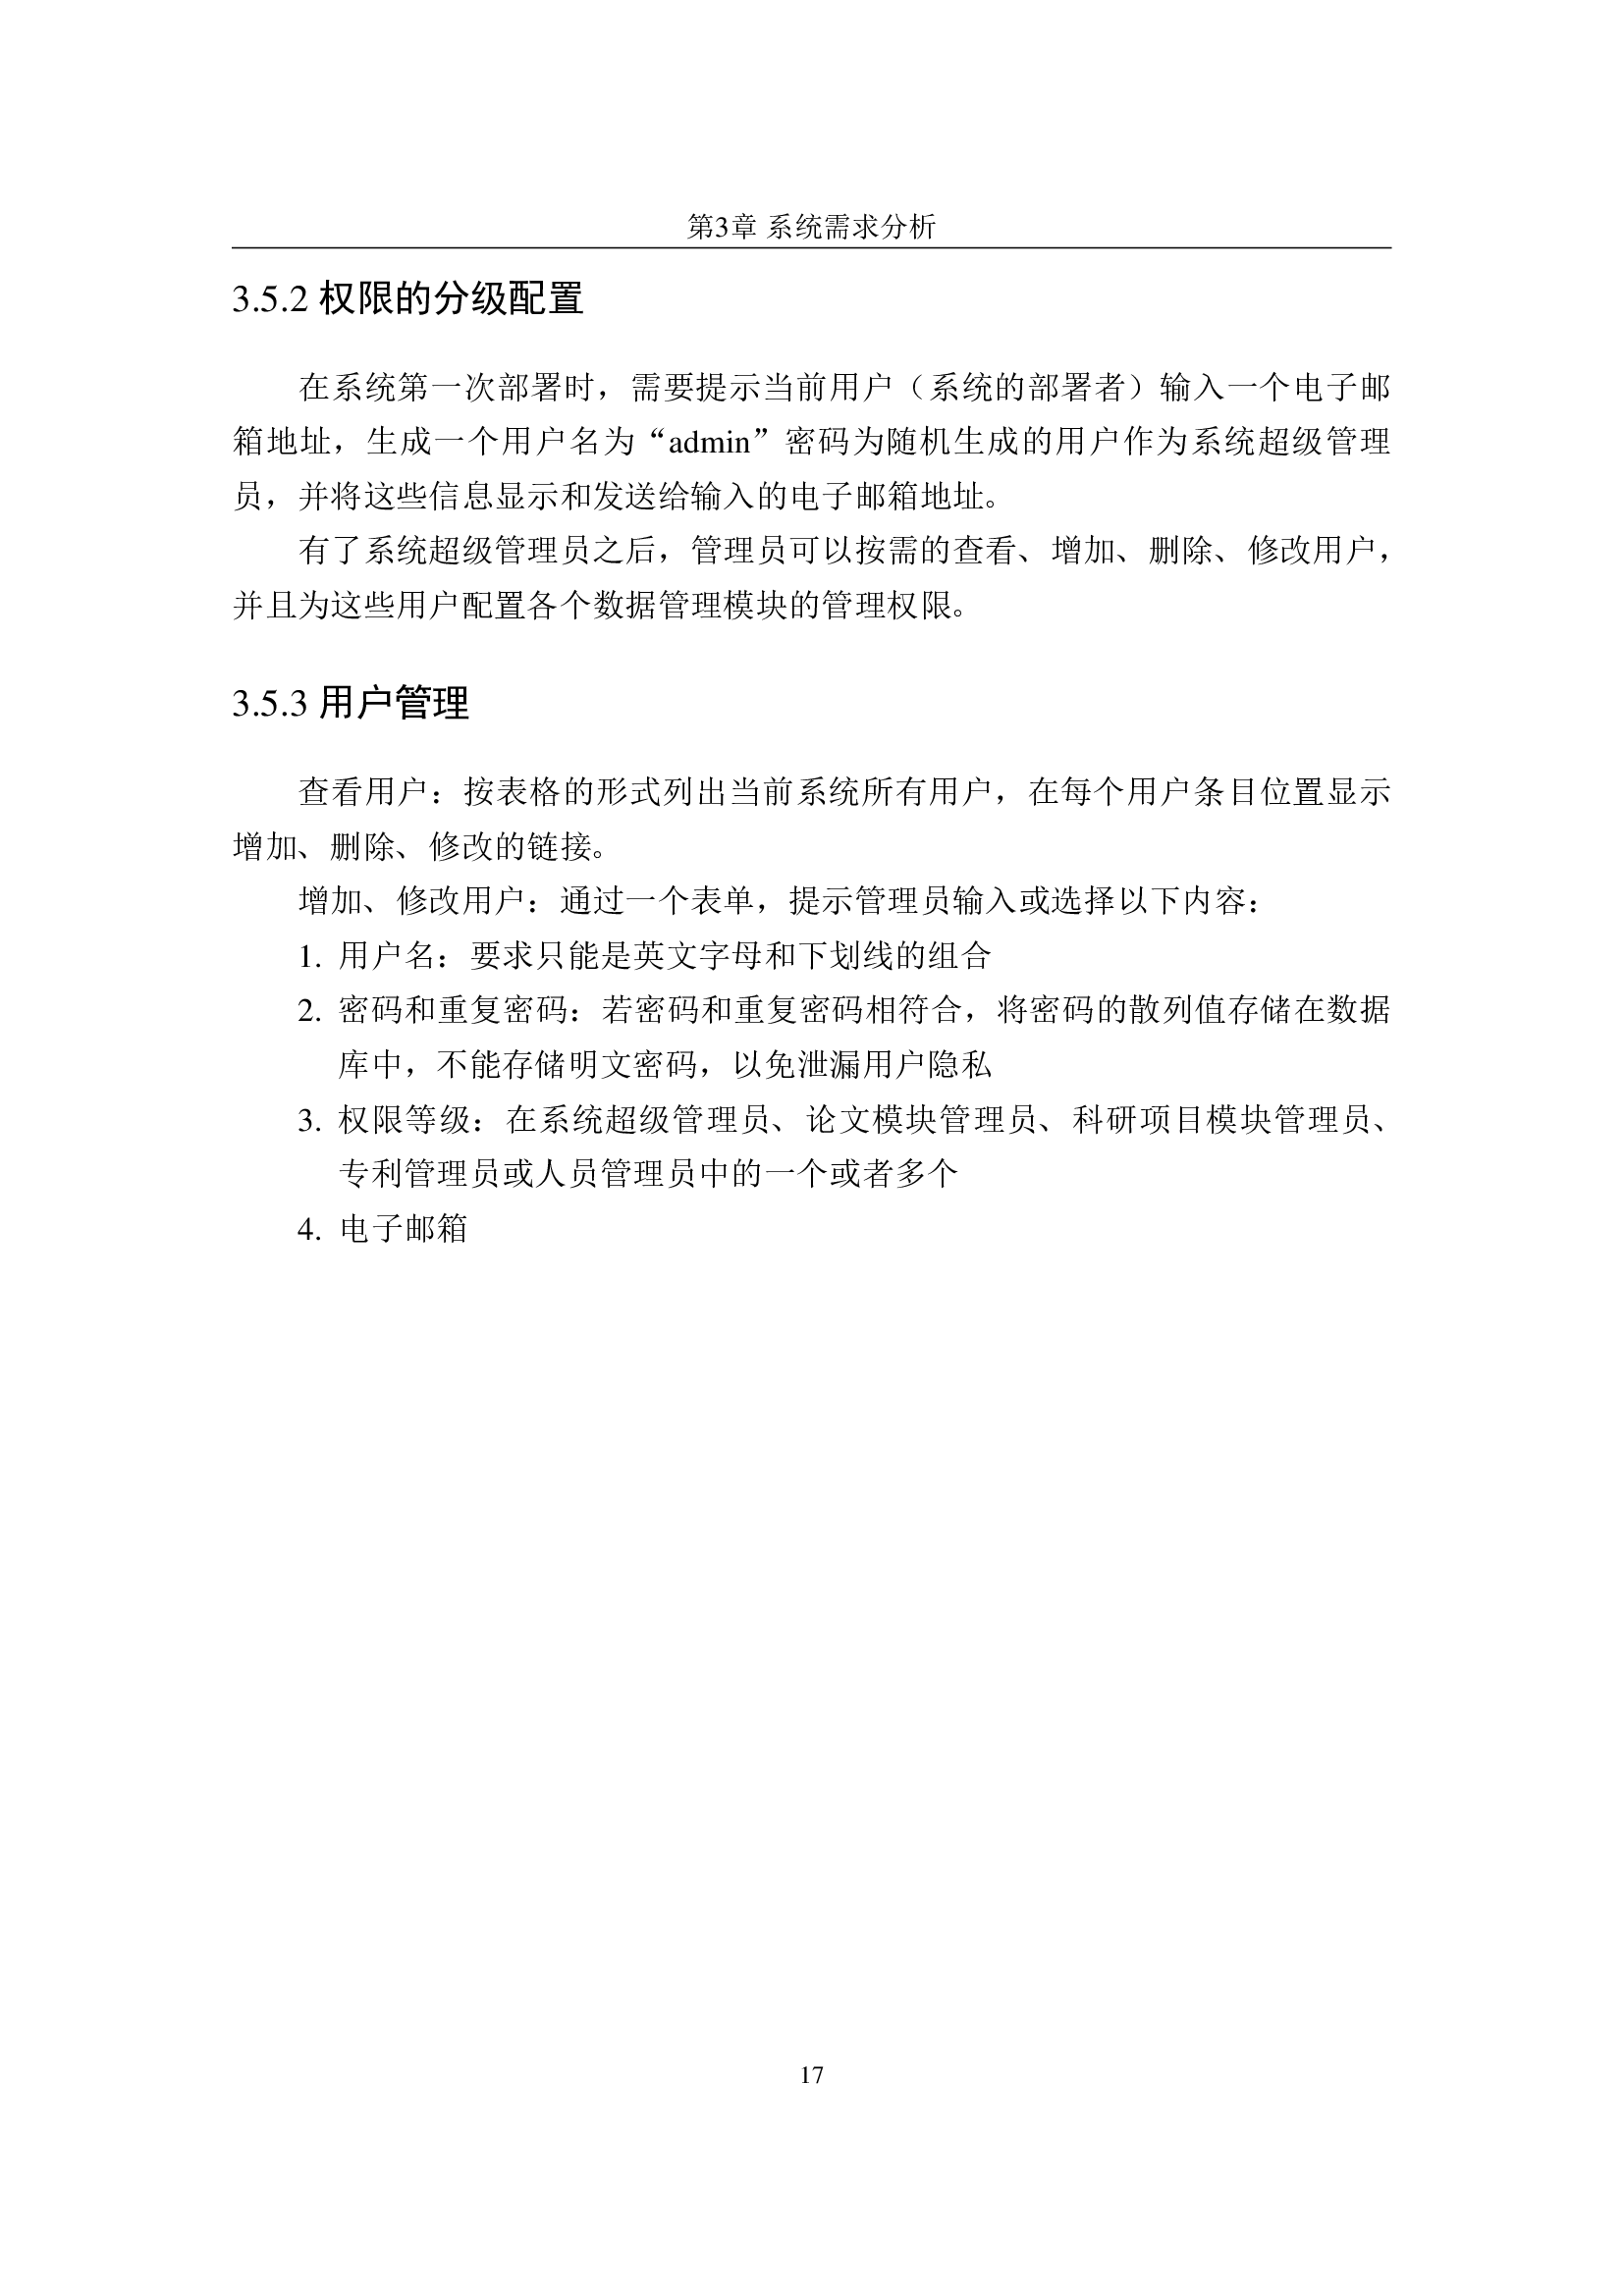 第3章 系统需求分析
3.5.2 权限的分级配置
在系统第一次部署时，需要提示当前用户（系统的部署者）输入一个电子邮
箱地址，生成一个用户名为“admin”密码为随机生成的用户作为系统超级管理
员，并将这些信息显示和发送给输入的电子邮箱地址。
有了系统超级管理员之后，管理员可以按需的查看、增加、删除、修改用户，
并且为这些用户配置各个数据管理模块的管理权限。
3.5.3 用户管理
查看用户：按表格的形式列出当前系统所有用户，在每个用户条目位置显示
增加、删除、修改的链接。
增加、修改用户：通过一个表单，提示管理员输入或选择以下内容：
1. 用户名：要求只能是英文字母和下划线的组合
2. 密码和重复密码：若密码和重复密码相符合，将密码的散列值存储在数据
库中，不能存储明文密码，以免泄漏用户隐私
3. 权限等级：在系统超级管理员、论文模块管理员、科研项目模块管理员、
专利管理员或人员管理员中的一个或者多个
4. 电子邮箱
17